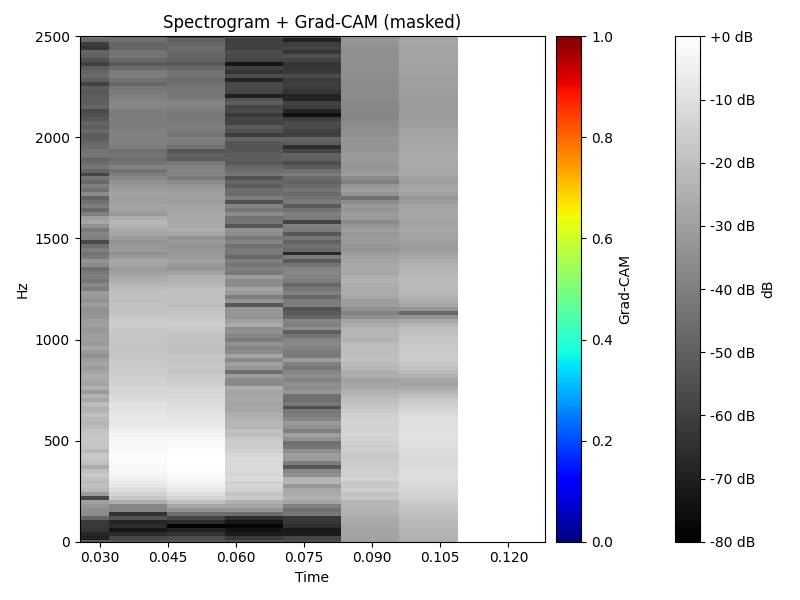 Spectrogram + Grad-CAM (masked)
2500
2000
1500
1000
500
0
Hz
0.030
0.045
0.060
0.075
0.090
0.105
0.120
Time
1.0
0.8
0.6
0.4
0.2
0.0
Grad-CAM
+0 dB
-10 dB
-20 dB
-30 dB
-40 dB
-50 dB
-60 dB
-70 dB
-80 dB
dB